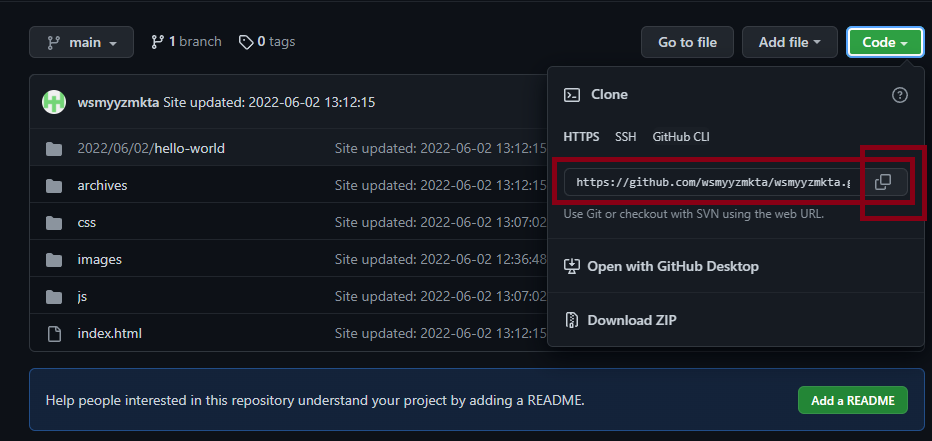 main 1 branch 0 tags Go to file Add file Code
wsmyyzmkta Site updated: 2022-06-02 13:12:15
2022/06/02/hello-world Site updated: 2022-06-02 13:12:15
archives Site updated: 2022-06-02 13:12:15
css Site updated: 2022-06-02 13:07:02
images Site updated: 2022-06-02 12:36:48
js Site updated: 2022-06-02 13:07:02
index.html Site updated: 2022-06-02 13:12:15
Clone
HTTPS SSH GitHub CLI
https://github.com/wsmyyzmkta/wsmyyzmkta.g
Use Git or checkout with SVN using the web URL.
Open with GitHub Desktop
Download ZIP
Help people interested in this repository understand your project by adding a README. Add a README